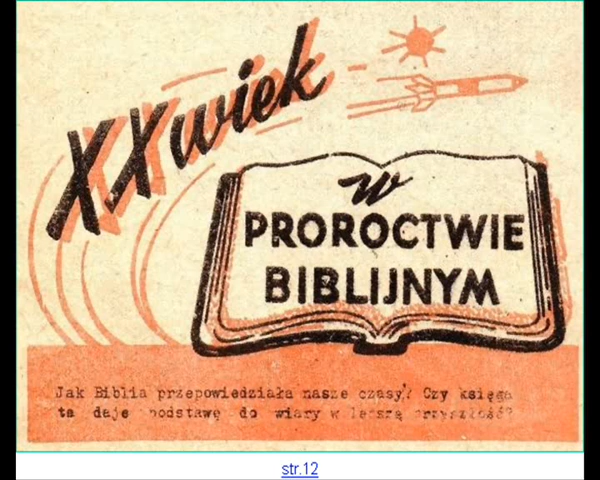 XX wiek
w
PROROCTWIE
BIBLIJNYM
Jak Biblia przepowiedziała nasze czasy? Czy księga
ta daje podstawę do wiary w lepszą przyszłość?
str.12